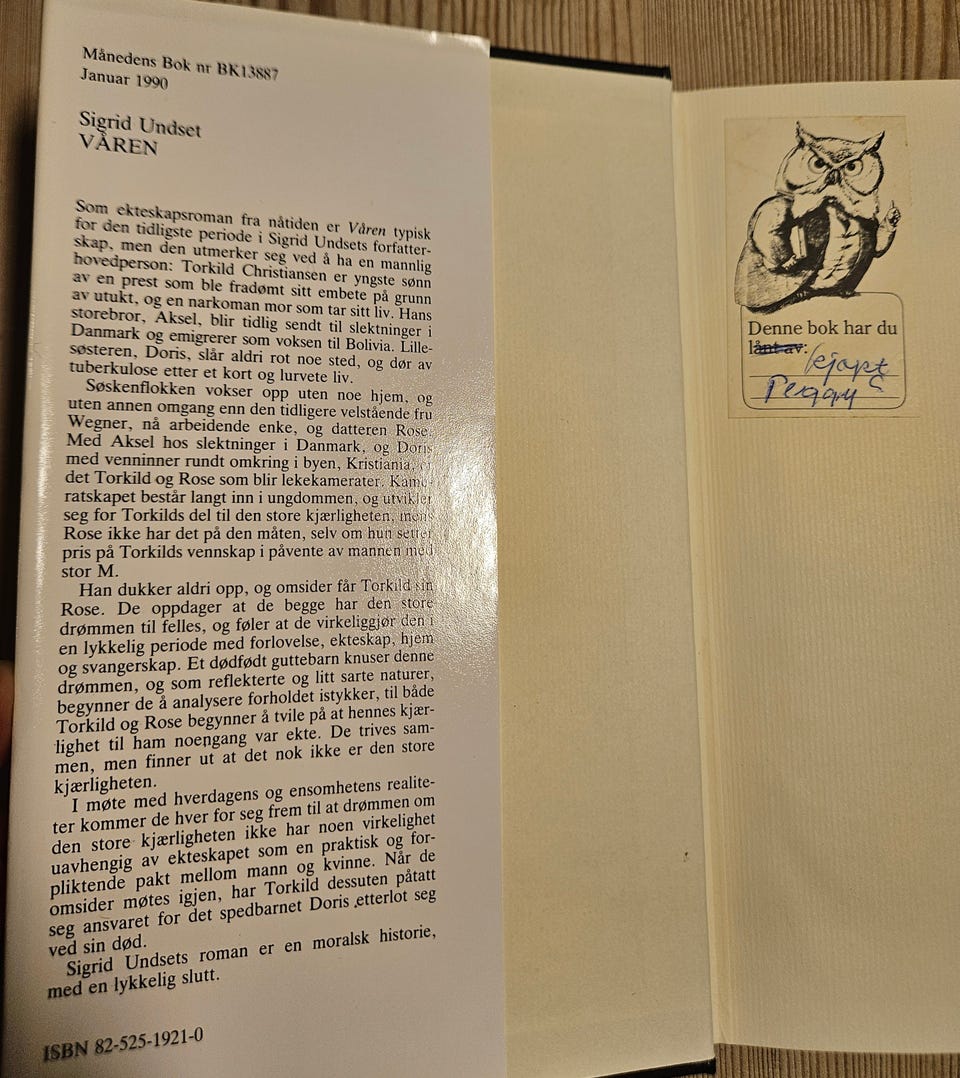 Månedens Bok nr BK13887
Januar 1990
Sigrid Undset
VÅREN
Som ekteskapsroman fra nåtiden er Våren typisk
for den tidligste periode i Sigrid Undsets forfatter-
skap, men den utmerker seg ved å ha en mannlig
hovedperson: Torkild Christiansen er yngste sønn
av en prest som ble fradømt sitt embete på grunn
av utukt, og en narkoman mor som tar sitt liv. Hans
storebror, Aksel, blir tidlig sendt til slektninger i
Danmark og emigrerer som voksen til Bolivia. Lille-
søsteren, Doris, slår aldri rot noe sted, og dør av
tuberkulose etter et kort og lurvete liv.
Søskenflokken vokser opp uten noe hjem, og
uten annen omgang enn den tidligere velstående fru
Wegner, nå arbeidende enke, og datteren Rose.
Med Aksel hos slektninger i Danmark, og Doris
med venninner rundt omkring i byen, Kristiania, er
det Torkild og Rose som blir lekekamerater. Kame-
ratskapet består langt inn i ungdommen, og utvikler
seg for Torkilds del til den store kjærligheten, mens
Rose ikke har det på den måten, selv om hun setter
pris på Torkilds vennskap i påvente av mannen med
stor M.
Han dukker aldri opp, og omsider får Torkild sin
Rose. De oppdager at de begge har den store
drømmen til felles, og føler at de virkeliggjør den i
en lykkelig periode med forlovelse, ekteskap, hjem
og svangerskap. Et dødfødt guttebarn knuser denne
drømmen, og som reflekterte og litt sarte naturer,
begynner de å analysere forholdet istykker, til både
Torkild og Rose begynner å tvile på at hennes kjær-
lighet til ham noengang var ekte. De trives sam-
men, men finner ut at det nok ikke er den store
kjærligheten.
I møte med hverdagens og ensomhetens realite-
ter kommer de hver for seg frem til at drømmen om
den store kjærligheten ikke har noen virkelighet
uavhengig av ekteskapet som en praktisk og for-
pliktende pakt mellom mann og kvinne. Når de
omsider møtes igjen, har Torkild dessuten påtatt
seg ansvaret for det spedbarnet Doris etterlot seg
ved sin død.
Sigrid Undsets roman er en moralsk historie,
med en lykkelig slutt.
ISBN 82-525-1921-0
Denne bok har du
lånt av: kjøpt
Peggy